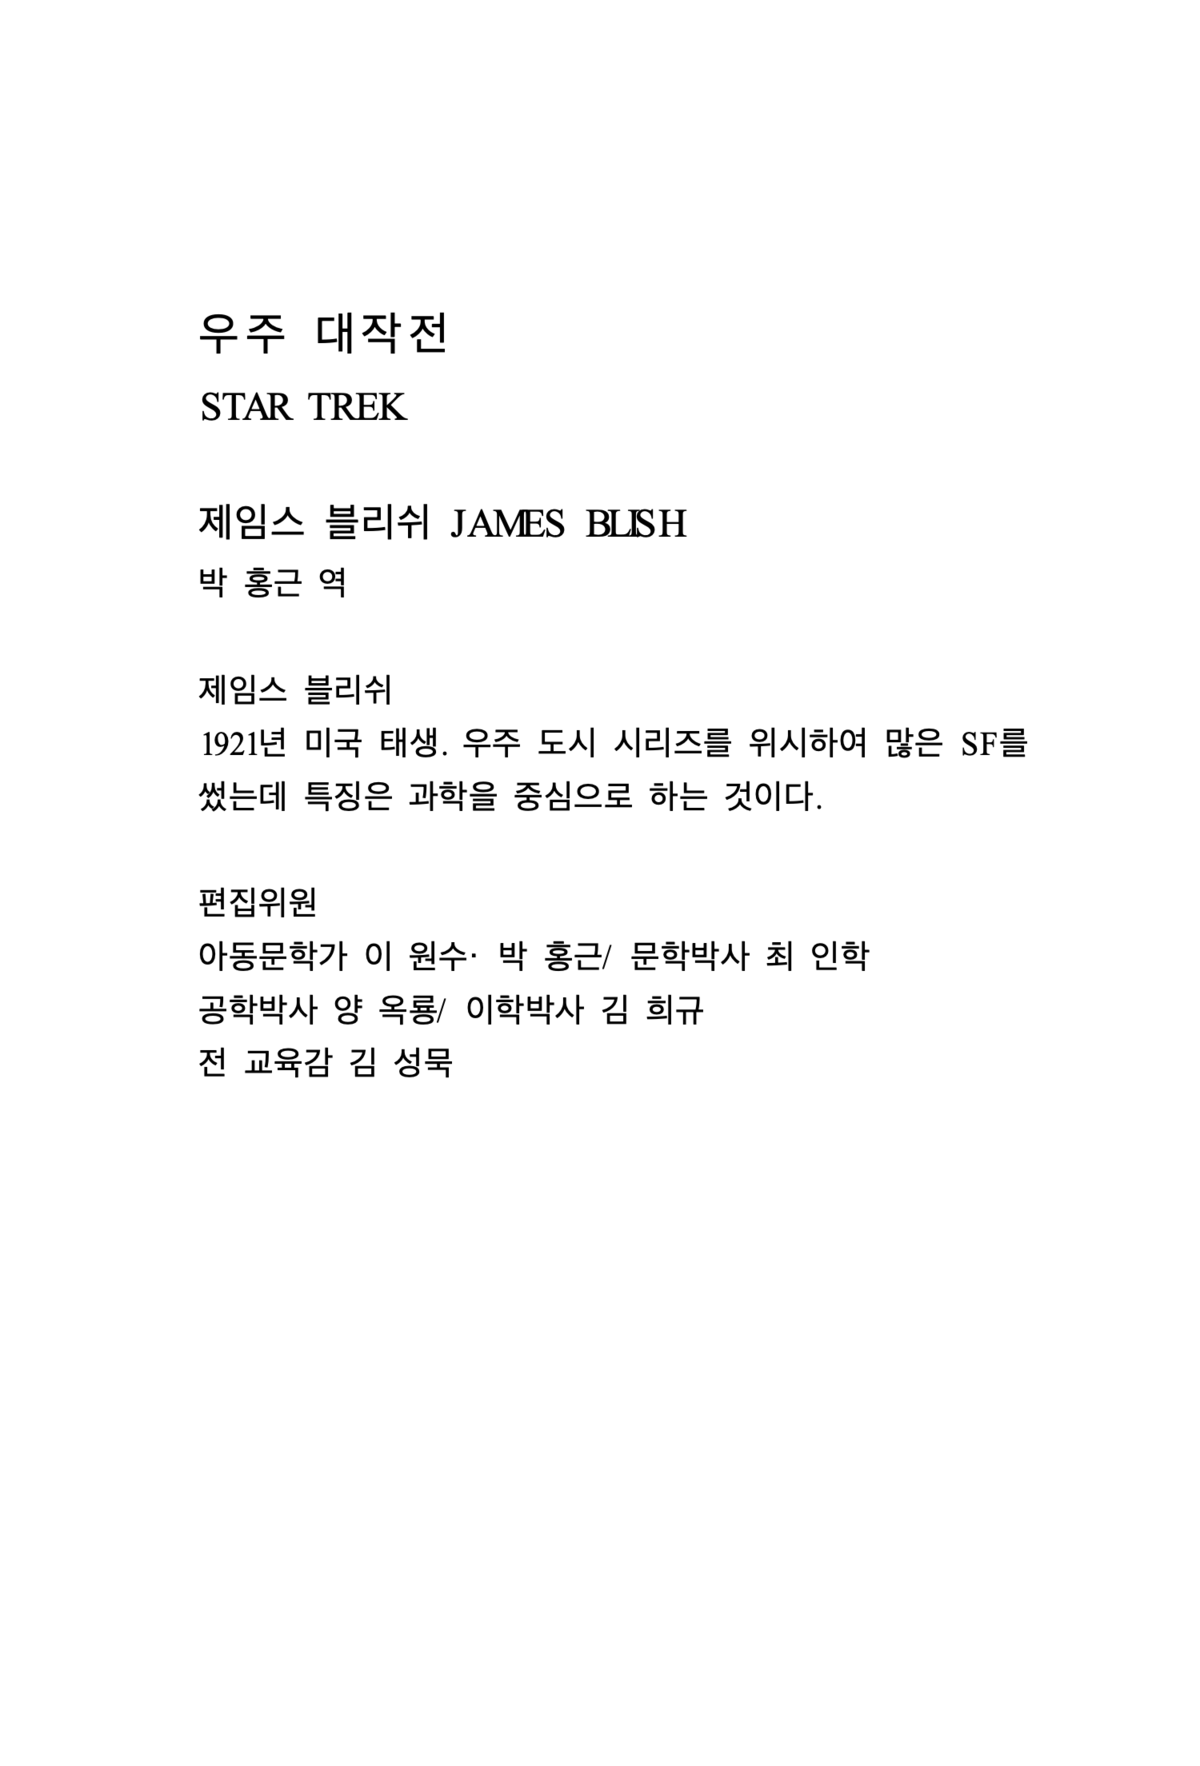 우주 대작전
STAR TREK
제임스 블리쉬 JAMES BLISH
박 홍근 역
제임스 블리쉬
1921년 미국 태생. 우주 도시 시리즈를 위시하여 많은 SF를
썼는데 특징은 과학을 중심으로 하는 것이다.
편집위원
아동문학가 이 원수· 박 홍근/ 문학박사 최 인학
공학박사 양 옥룡/ 이학박사 김 희규
전 교육감 김 성묵